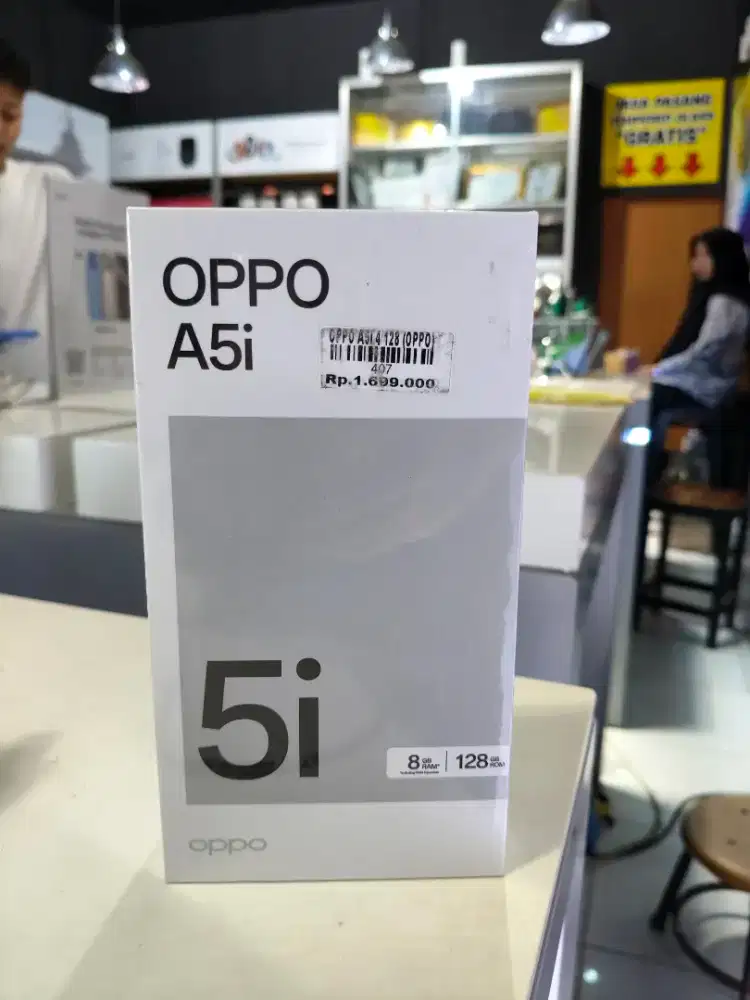 OPPO
A5i
OPPO A5i 4 128 (OPPO)
407
Rp.1.699.000
5i
8 GB RAM* 128 GB ROM
oppo
"GRATIS"